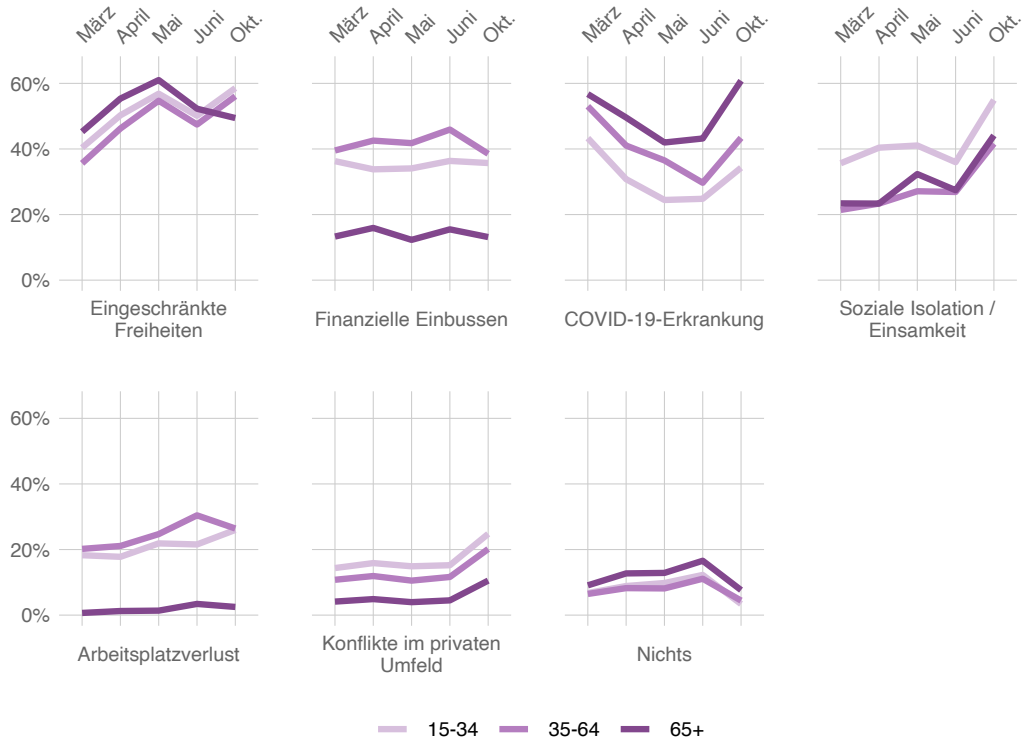 März April Mai Juni Okt. März April Mai Juni Okt. März April Mai Juni Okt. März April Mai Juni Okt.
60%
40%
20%
0%
Eingeschränkte
Freiheiten
Finanzielle Einbussen
COVID-19-Erkrankung
Soziale Isolation /
Einsamkeit
60%
40%
20%
0%
Arbeitsplatzverlust
Konflikte im privaten
Umfeld
Nichts
15-34 35-64 65+